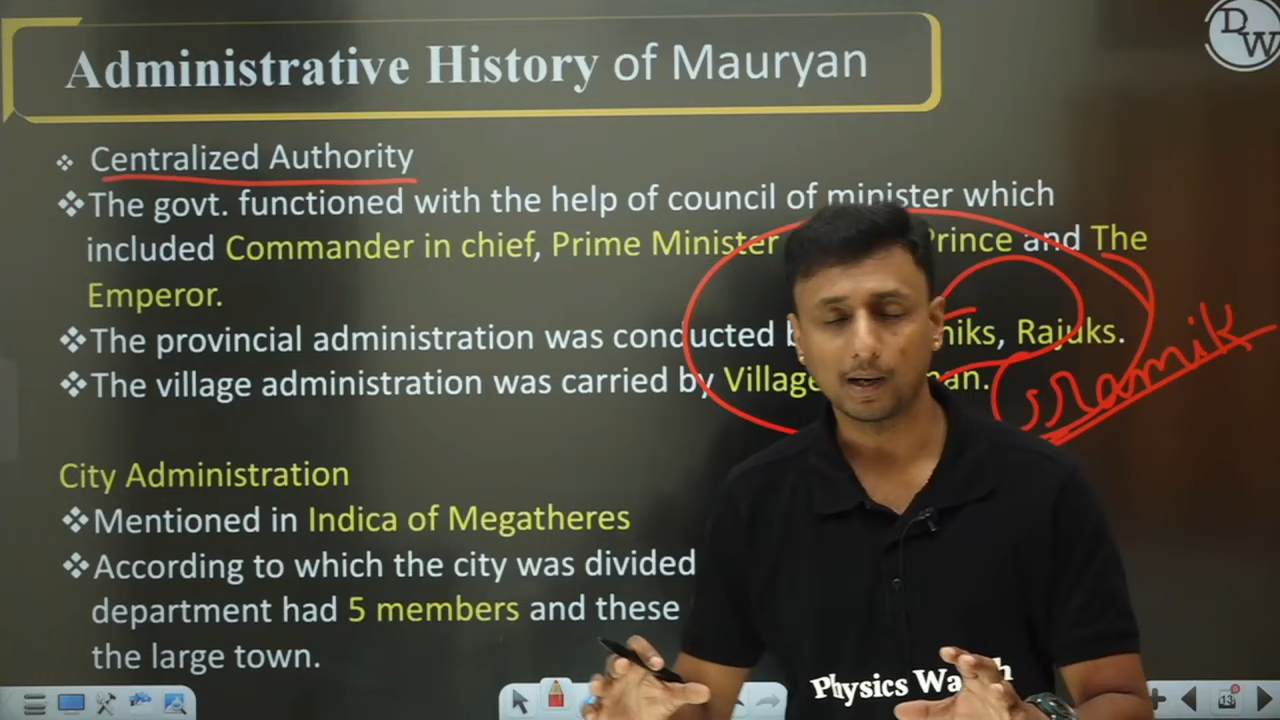 PW
Administrative History of Mauryan
❖ Centralized Authority
❖The govt. functioned with the help of council of minister which
included Commander in chief, Prime Minister Prince and The
Emperor.
❖The provincial administration was conducted Rajuks.
❖The village administration was carried by Village
Gramik
City Administration
❖Mentioned in Indica of Megatheres
❖According to which the city was divided
department had 5 members and these
the large town.
Physics
13